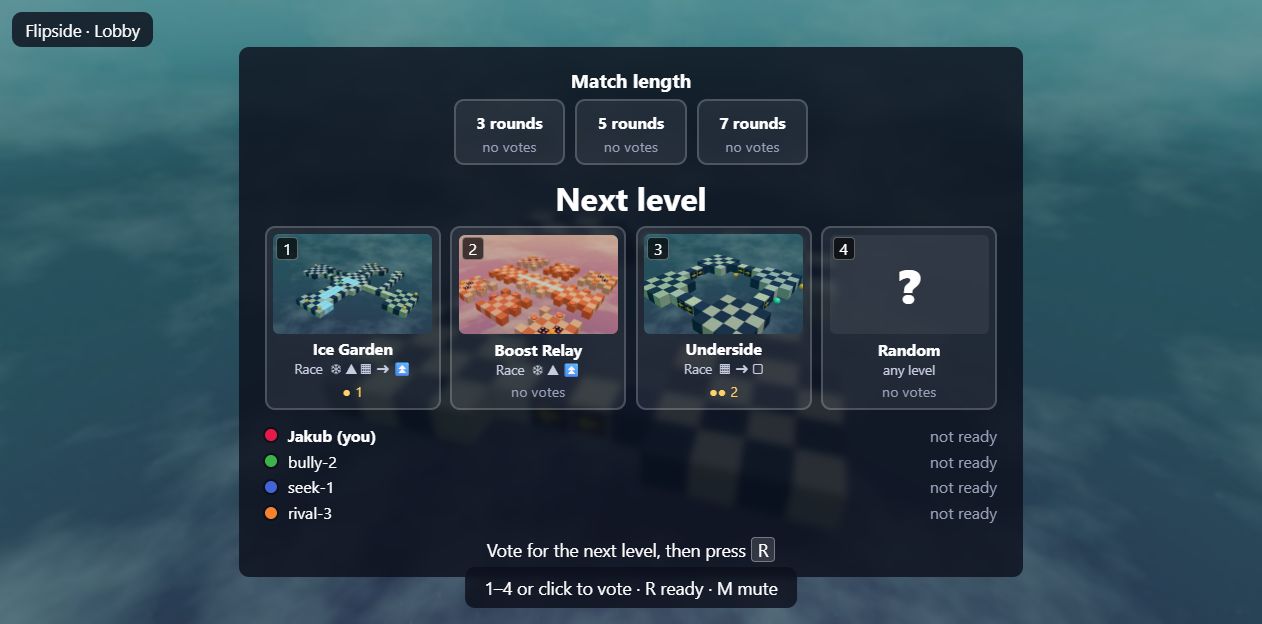 Flipside · Lobby
Match length
3 rounds
no votes
5 rounds
no votes
7 rounds
no votes
Next level
1
Ice Garden
Race ❄ ▲ ▦ → ⏫
● 1
2
Boost Relay
Race ❄ ▲ ⏫
no votes
3
Underside
Race ▦ → ▢
●● 2
4
?
Random
any level
no votes
Jakub (you) not ready
bully-2 not ready
seek-1 not ready
rival-3 not ready
Vote for the next level, then press R
1–4 or click to vote · R ready · M mute